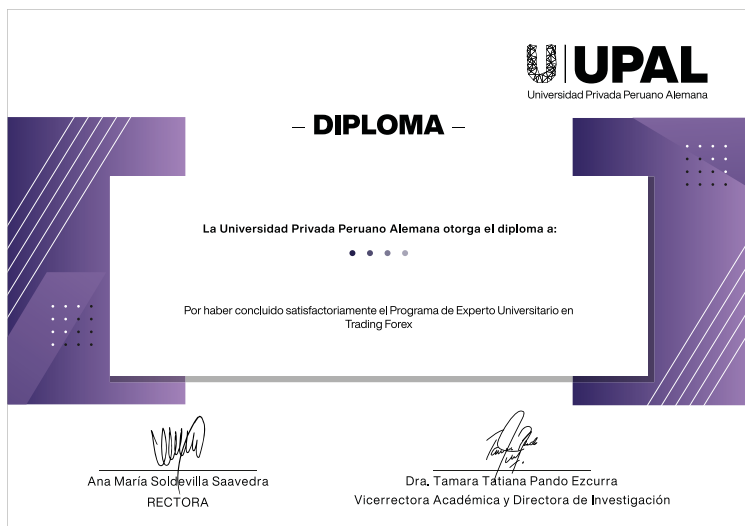 UPAL
Universidad Privada Peruano Alemana
– DIPLOMA –
La Universidad Privada Peruano Alemana otorga el diploma a:
Por haber concluido satisfactoriamente el Programa de Experto Universitario en
Trading Forex
Ana María Soldevilla Saavedra
RECTORA
Dra. Tamara Tatiana Pando Ezcurra
Vicerrectora Académica y Directora de Investigación